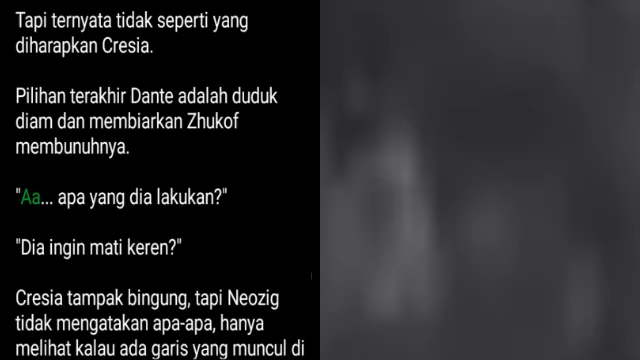 Tapi ternyata tidak seperti yang
diharapkan Cresia.
Pilihan terakhir Dante adalah duduk
diam dan membiarkan Zhukof
membunuhnya.
"Aa... apa yang dia lakukan?"
"Dia ingin mati keren?"
Cresia tampak bingung, tapi Neozig
tidak mengatakan apa-apa, hanya
melihat kalau ada garis yang muncul di